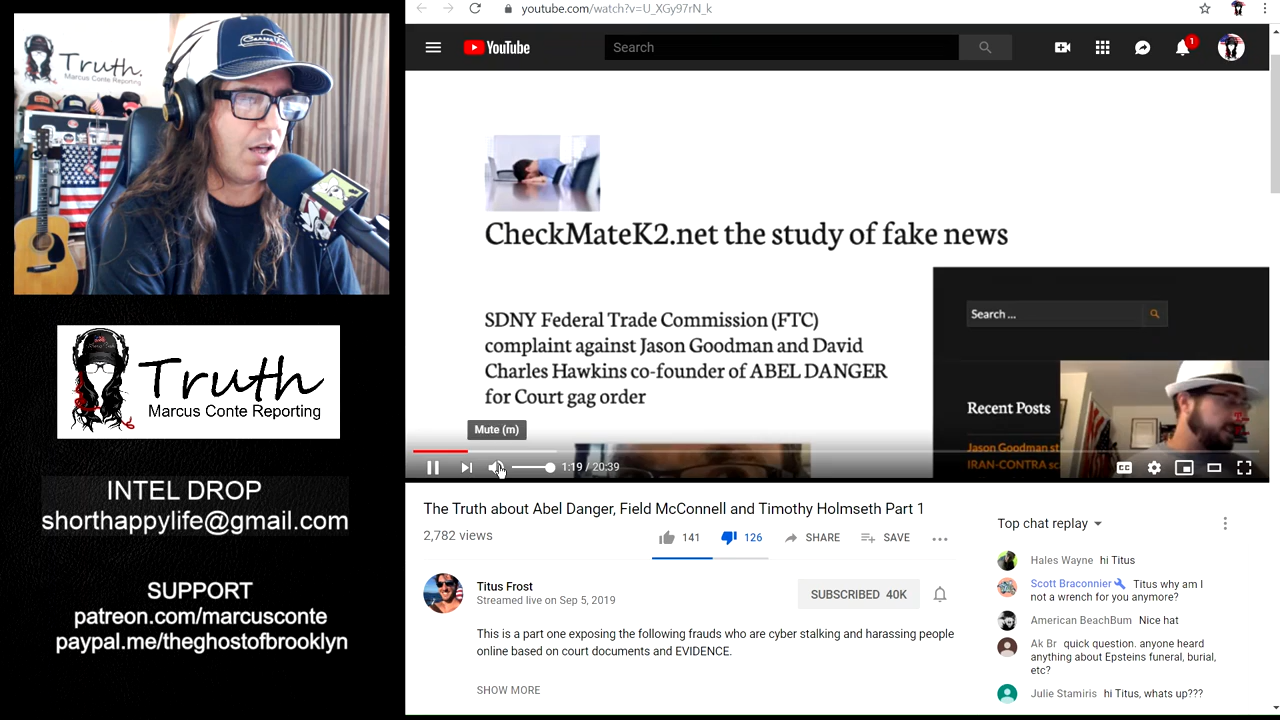 Truth.
Marcus Conte Reporting
Truth
Marcus Conte Reporting
INTEL DROP
shorthappylife@gmail.com
SUPPORT
patreon.com/marcusconte
paypal.me/theghostofbrooklyn
youtube.com/watch?v=U_XGy97rN_k
YouTube
Search
1
CheckMateK2.net the study of fake news
SDNY Federal Trade Commission (FTC)
complaint against Jason Goodman and David
Charles Hawkins co-founder of ABEL DANGER
for Court gag order
Search ...
Recent Posts
Jason Goodman st
IRAN-CONTRA sc
Mute (m)
1:19 / 20:39
CC
The Truth about Abel Danger, Field McConnell and Timothy Holmseth Part 1
2,782 views
141
126
SHARE
SAVE
Titus Frost
Streamed live on Sep 5, 2019
SUBSCRIBED 40K
This is a part one exposing the following frauds who are cyber stalking and harassing people
online based on court documents and EVIDENCE.
SHOW MORE
Top chat replay
Hales Wayne hi Titus
Scott Braconnier Titus why am I
not a wrench for you anymore?
American BeachBum Nice hat
Ak Br quick question. anyone heard
anything about Epsteins funeral, burial,
etc?
Julie Stamiris hi Titus, whats up???